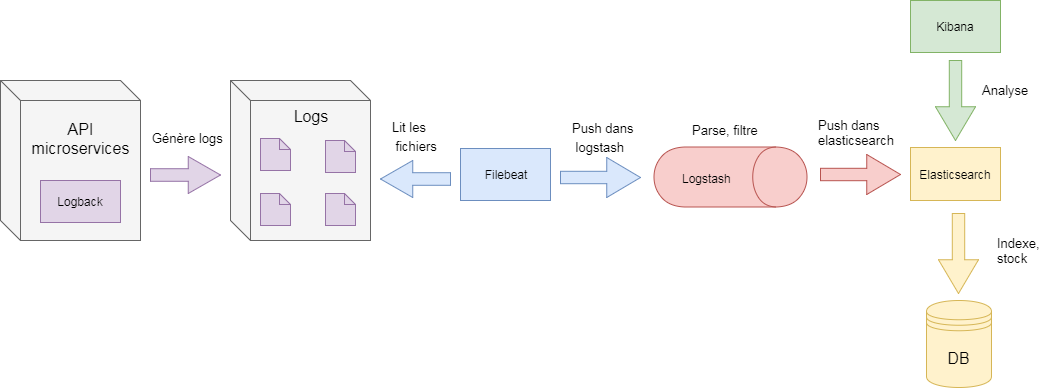 Kibana
Analyse
API
microservices
Logback
Génère logs
Logs
Lit les
fichiers
Filebeat
Push dans
logstash
Parse, filtre
Logstash
Push dans
elasticsearch
Elasticsearch
Indexe,
stock
DB